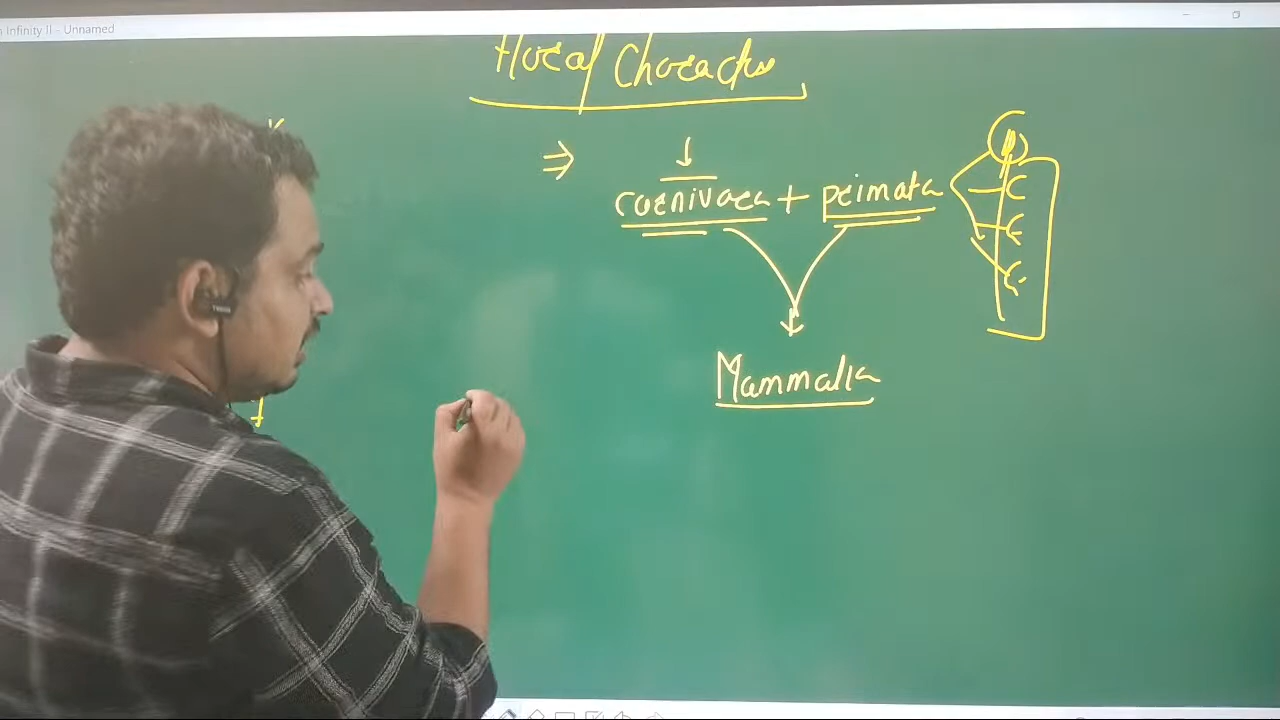 n Infinity II - Unnamed
Floral Character
⇒ carnivora + primata
Mammalia